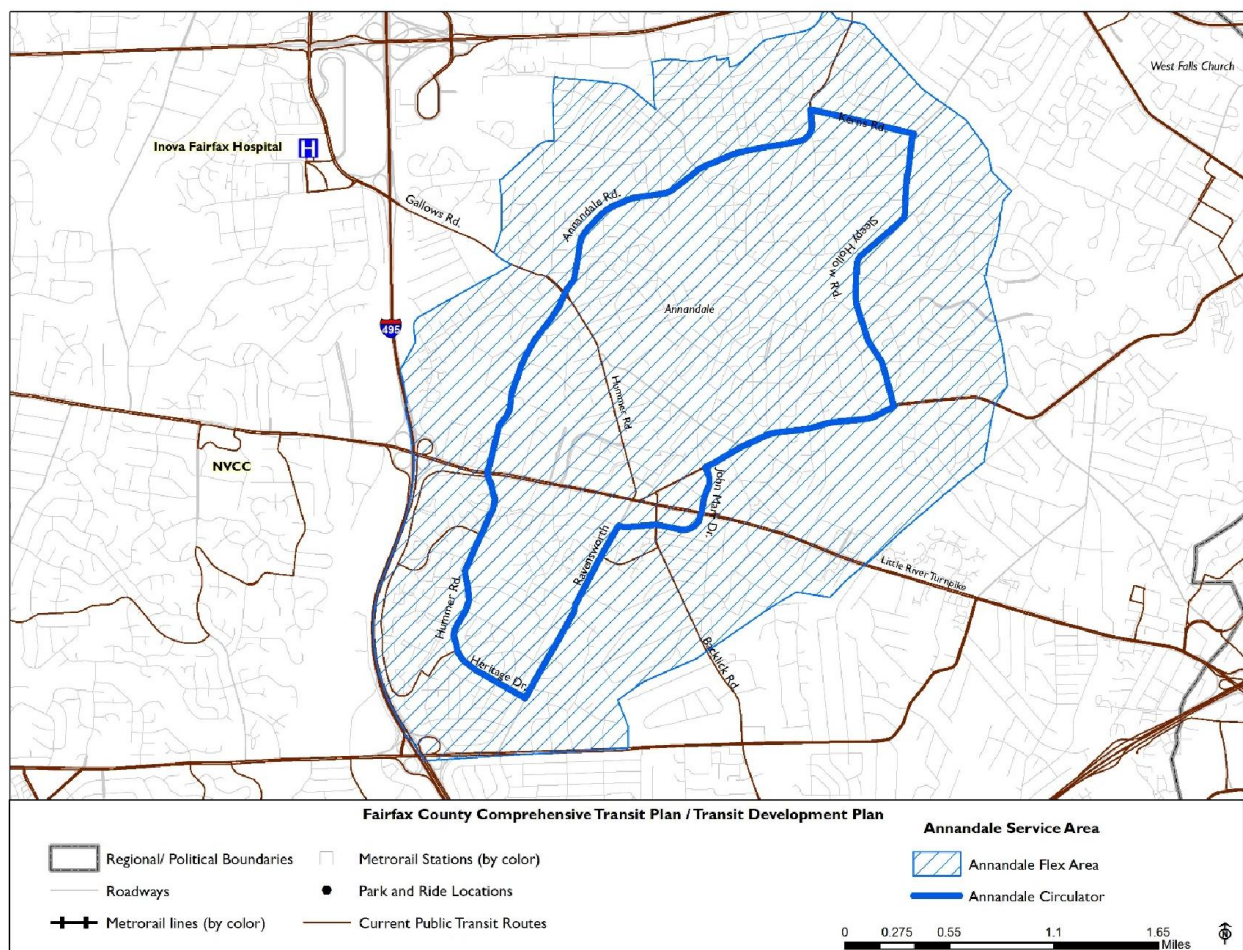 West Falls Church
Kerns Rd.
Inova Fairfax Hospital
H
Gallows Rd.
Annandale Rd.
Sleepy Hollow Rd.
Annandale
495
Hummer Rd.
NVCC
John Marr Dr.
Ravensworth
Little River Turnpike
Hummer Rd.
Heritage Dr.
Backlick Rd.
Fairfax County Comprehensive Transit Plan / Transit Development Plan
Regional/ Political Boundaries
Roadways
Metrorail lines (by color)
Metrorail Stations (by color)
Park and Ride Locations
Current Public Transit Routes
Annandale Service Area
Annandale Flex Area
Annandale Circulator
0 0.275 0.55 1.1 1.65
Miles
N